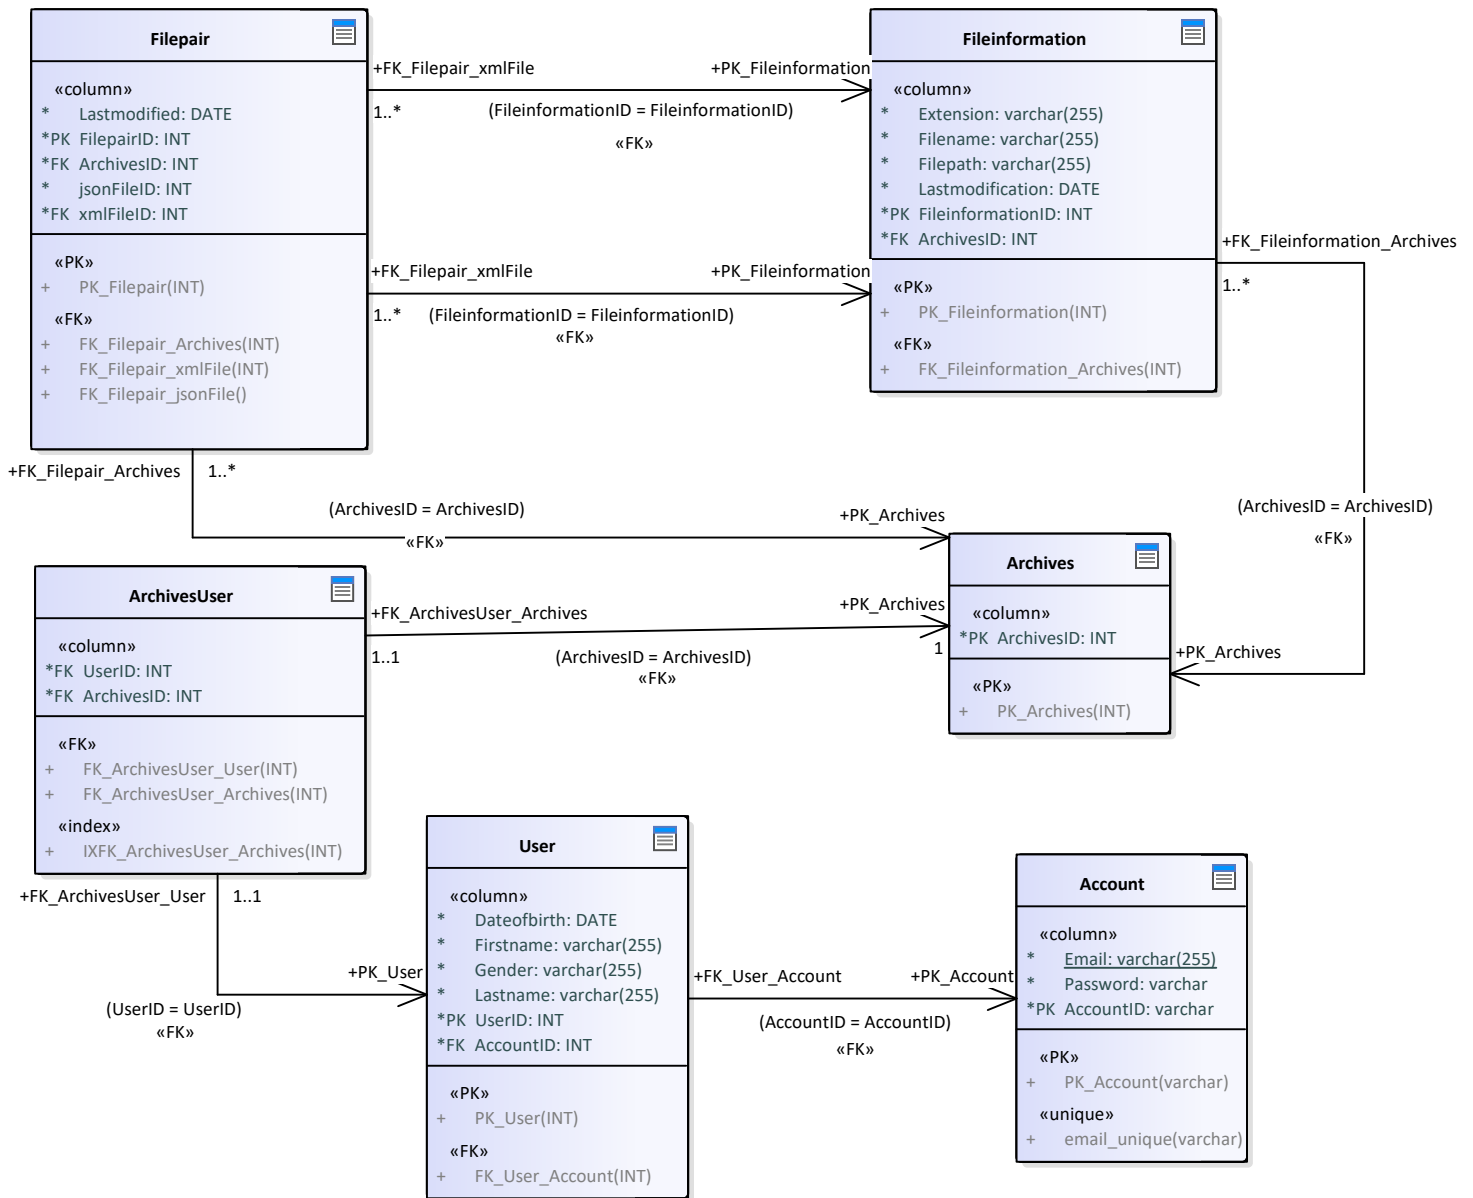 Filepair
«column»
* Lastmodified: DATE
*PK FilepairID: INT
*FK ArchivesID: INT
* jsonFileID: INT
*FK xmlFileID: INT
«PK»
+ PK_Filepair(INT)
«FK»
+ FK_Filepair_Archives(INT)
+ FK_Filepair_xmlFile(INT)
+ FK_Filepair_jsonFile()
+FK_Filepair_xmlFile
+PK_Fileinformation
1..*
(FileinformationID = FileinformationID)
«FK»
+FK_Filepair_xmlFile
+PK_Fileinformation
1..*
(FileinformationID = FileinformationID)
«FK»
Fileinformation
«column»
* Extension: varchar(255)
* Filename: varchar(255)
* Filepath: varchar(255)
* Lastmodification: DATE
*PK FileinformationID: INT
*FK ArchivesID: INT
«PK»
+ PK_Fileinformation(INT)
«FK»
+ FK_Fileinformation_Archives(INT)
+FK_Fileinformation_Archives
1..*
(ArchivesID = ArchivesID)
«FK»
+PK_Archives
+FK_Filepair_Archives
1..*
(ArchivesID = ArchivesID)
«FK»
+PK_Archives
ArchivesUser
«column»
*FK UserID: INT
*FK ArchivesID: INT
«FK»
+ FK_ArchivesUser_User(INT)
+ FK_ArchivesUser_Archives(INT)
«index»
+ IXFK_ArchivesUser_Archives(INT)
+FK_ArchivesUser_Archives
+PK_Archives
1..1
1
(ArchivesID = ArchivesID)
«FK»
Archives
«column»
*PK ArchivesID: INT
«PK»
+ PK_Archives(INT)
+FK_ArchivesUser_User
1..1
+PK_User
(UserID = UserID)
«FK»
User
«column»
* Dateofbirth: DATE
* Firstname: varchar(255)
* Gender: varchar(255)
* Lastname: varchar(255)
*PK UserID: INT
*FK AccountID: INT
«PK»
+ PK_User(INT)
«FK»
+ FK_User_Account(INT)
+FK_User_Account
+PK_Account
(AccountID = AccountID)
«FK»
Account
«column»
* Email: varchar(255)
* Password: varchar
*PK AccountID: varchar
«PK»
+ PK_Account(varchar)
«unique»
+ email_unique(varchar)